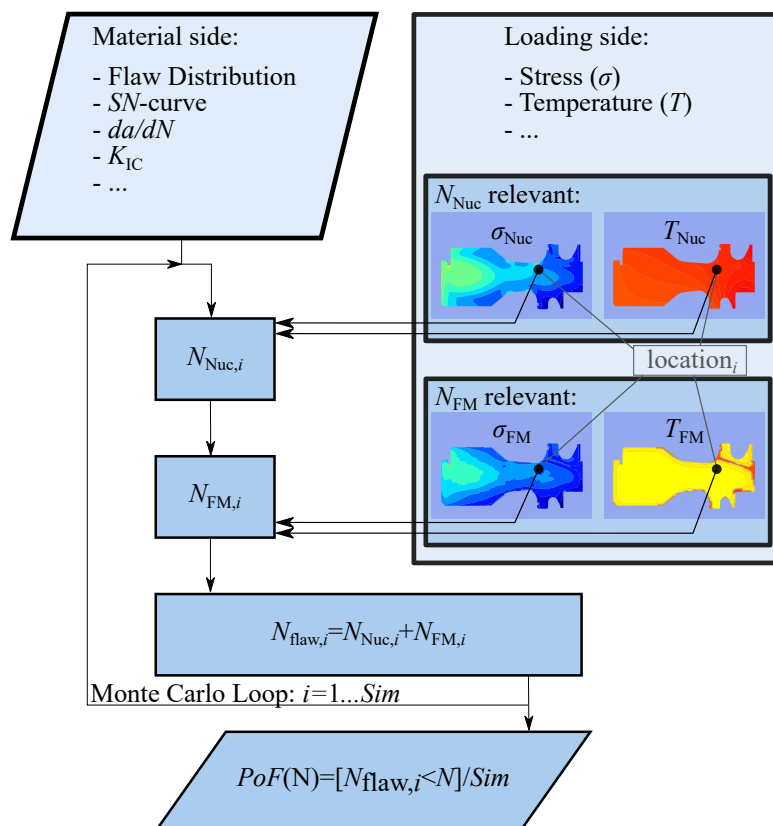 Material side:
- Flaw Distribution
- SN-curve
- da/dN
- K_IC
- ...
Loading side:
- Stress (σ)
- Temperature (T)
- ...
N_Nuc relevant:
σ_Nuc
T_Nuc
location_i
N_FM relevant:
σ_FM
T_FM
N_Nuc,i
N_FM,i
N_flaw,i=N_Nuc,i+N_FM,i
Monte Carlo Loop: i=1...Sim
PoF(N)=[N_flaw,i<N]/Sim